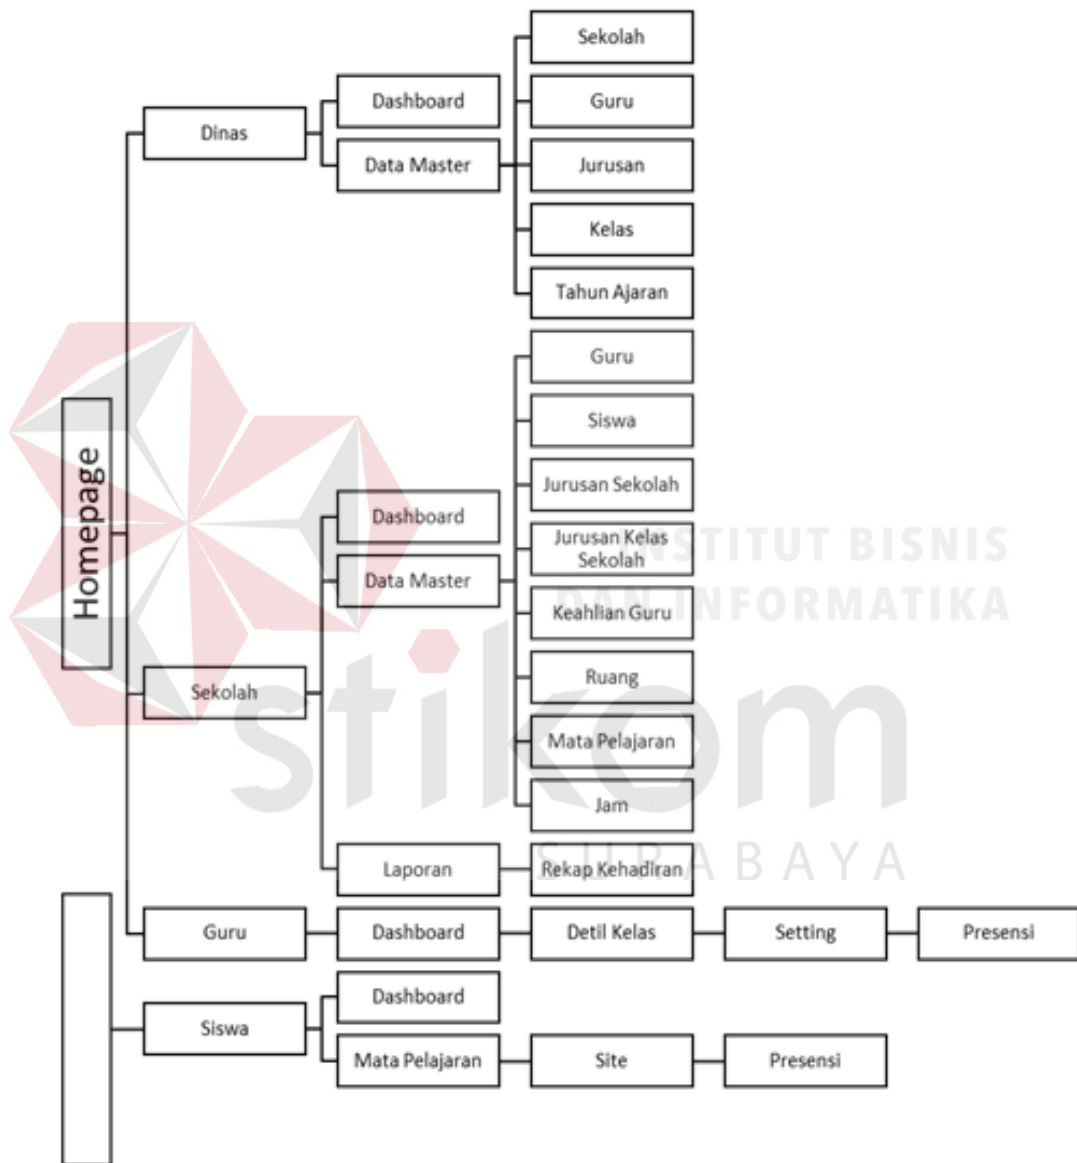 Homepage
Dinas
Dashboard
Data Master
Sekolah
Guru
Jurusan
Kelas
Tahun Ajaran
Sekolah
Dashboard
Data Master
Guru
Siswa
Jurusan Sekolah
Jurusan Kelas
Sekolah
Keahlian Guru
Ruang
Mata Pelajaran
Jam
Laporan
Rekap Kehadiran
Guru
Dashboard
Detil Kelas
Setting
Presensi
Siswa
Dashboard
Mata Pelajaran
Site
Presensi
INSTITUT BISNIS
DAN INFORMATIKA
stikom
SURABAYA